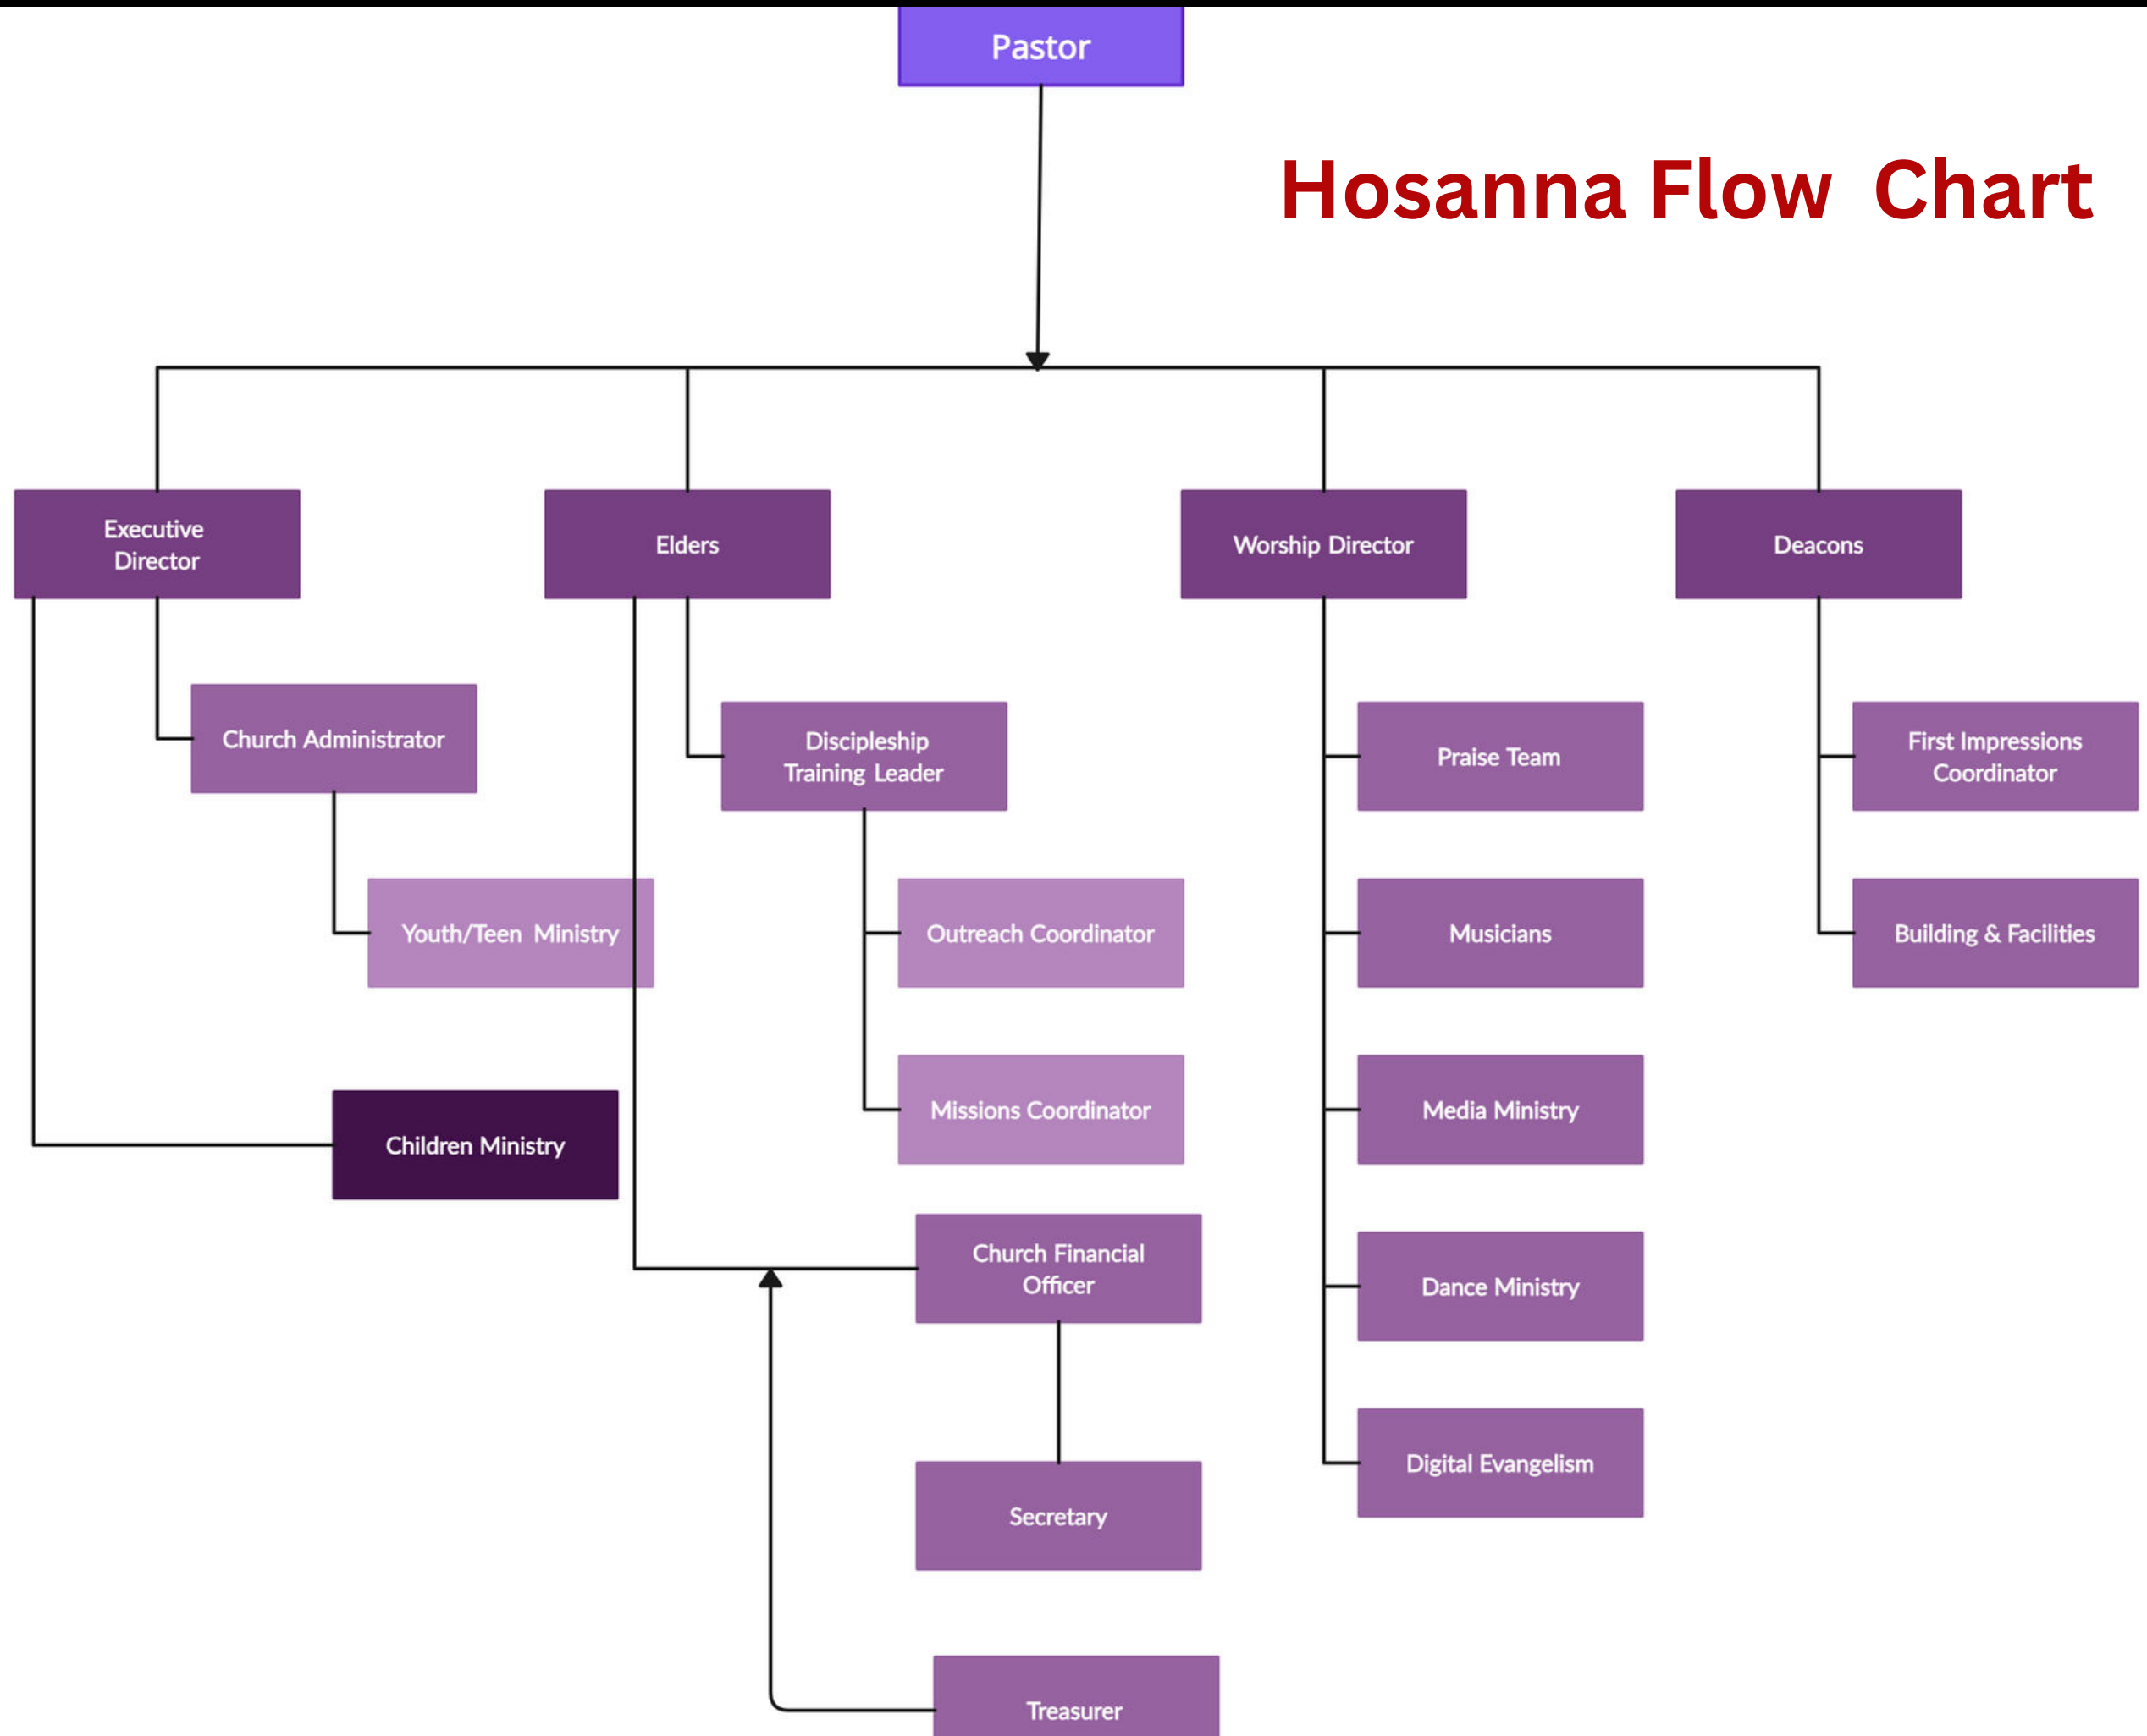 Pastor
Hosanna Flow Chart
Executive
Director
Elders
Worship Director
Deacons
Church Administrator
Discipleship
Training Leader
Praise Team
First Impressions
Coordinator
Youth/Teen Ministry
Outreach Coordinator
Musicians
Building & Facilities
Children Ministry
Missions Coordinator
Media Ministry
Church Financial
Officer
Dance Ministry
Digital Evangelism
Secretary
Treasurer